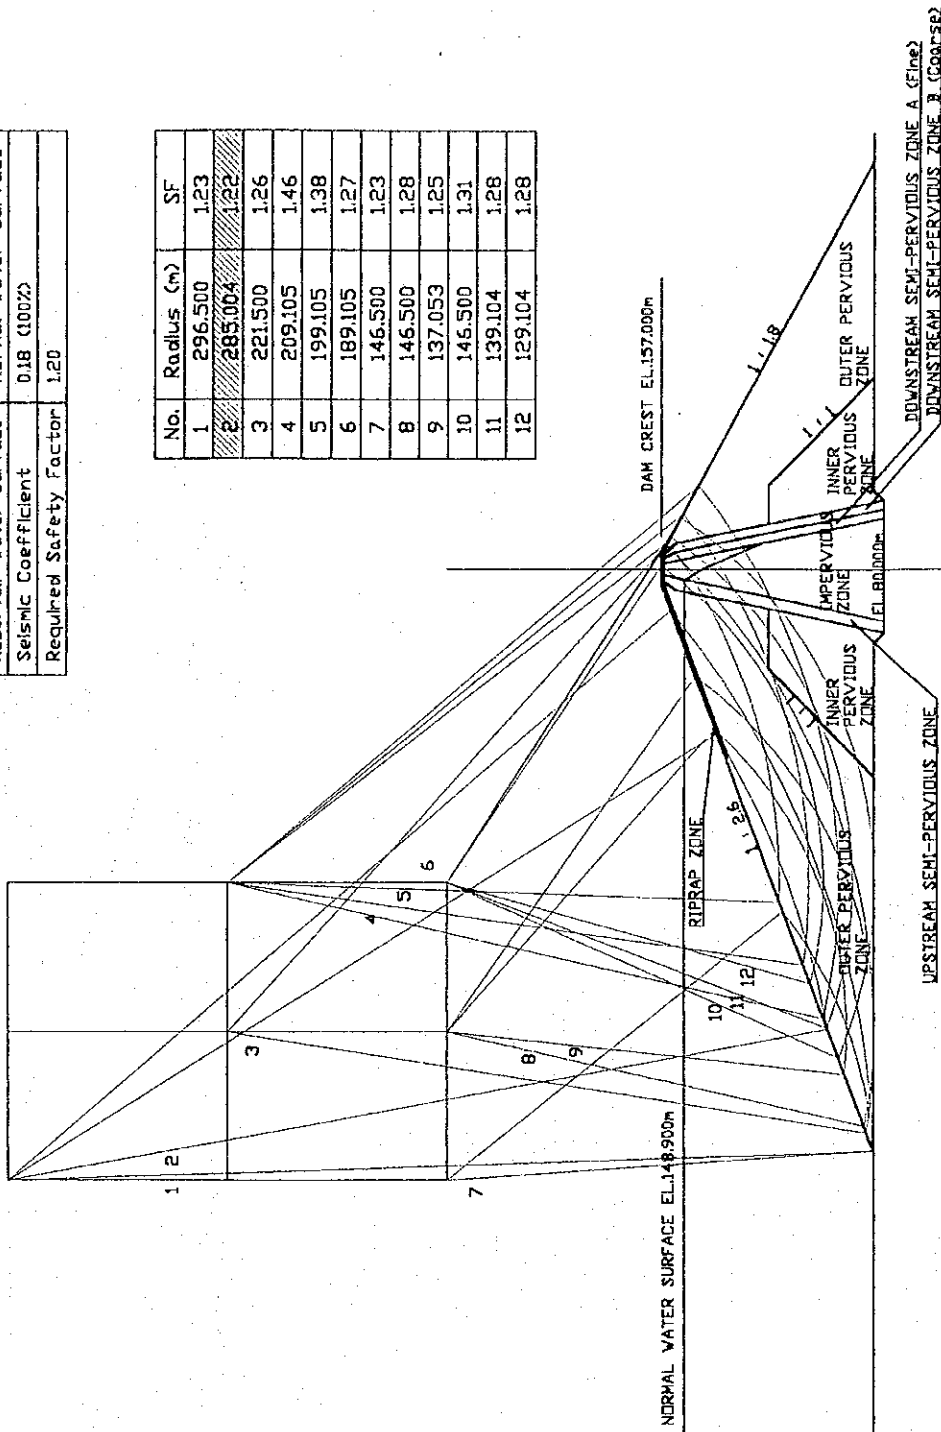 Seismic Coefficient 0.18 (100%)
Required Safety Factor 1.20
No. Radius (m) SF
1 296.500 1.23
2 285.004 1.22
3 221.500 1.26
4 209.105 1.46
5 199.105 1.38
6 189.105 1.27
7 146.500 1.23
8 146.500 1.28
9 137.053 1.25
10 146.500 1.31
11 139.104 1.28
12 129.104 1.28
1
2
3
4
5
6
7
8
9
10
11
12
NORMAL WATER SURFACE EL.148.900m
RIPRAP ZONE
1 : 2.6
DAM CREST EL.157.000m
1 : 1.8
OUTER PERVIOUS
ZONE
INNER
PERVIOUS
ZONE
1 : 1
IMPERVIOUS
ZONE
EL.80.000m
INNER
PERVIOUS
ZONE
1 : 1
OUTER PERVIOUS
ZONE
UPSTREAM SEMI-PERVIOUS ZONE
DOWNSTREAM SEMI-PERVIOUS ZONE A (Fine)
DOWNSTREAM SEMI-PERVIOUS ZONE B (Coarse)